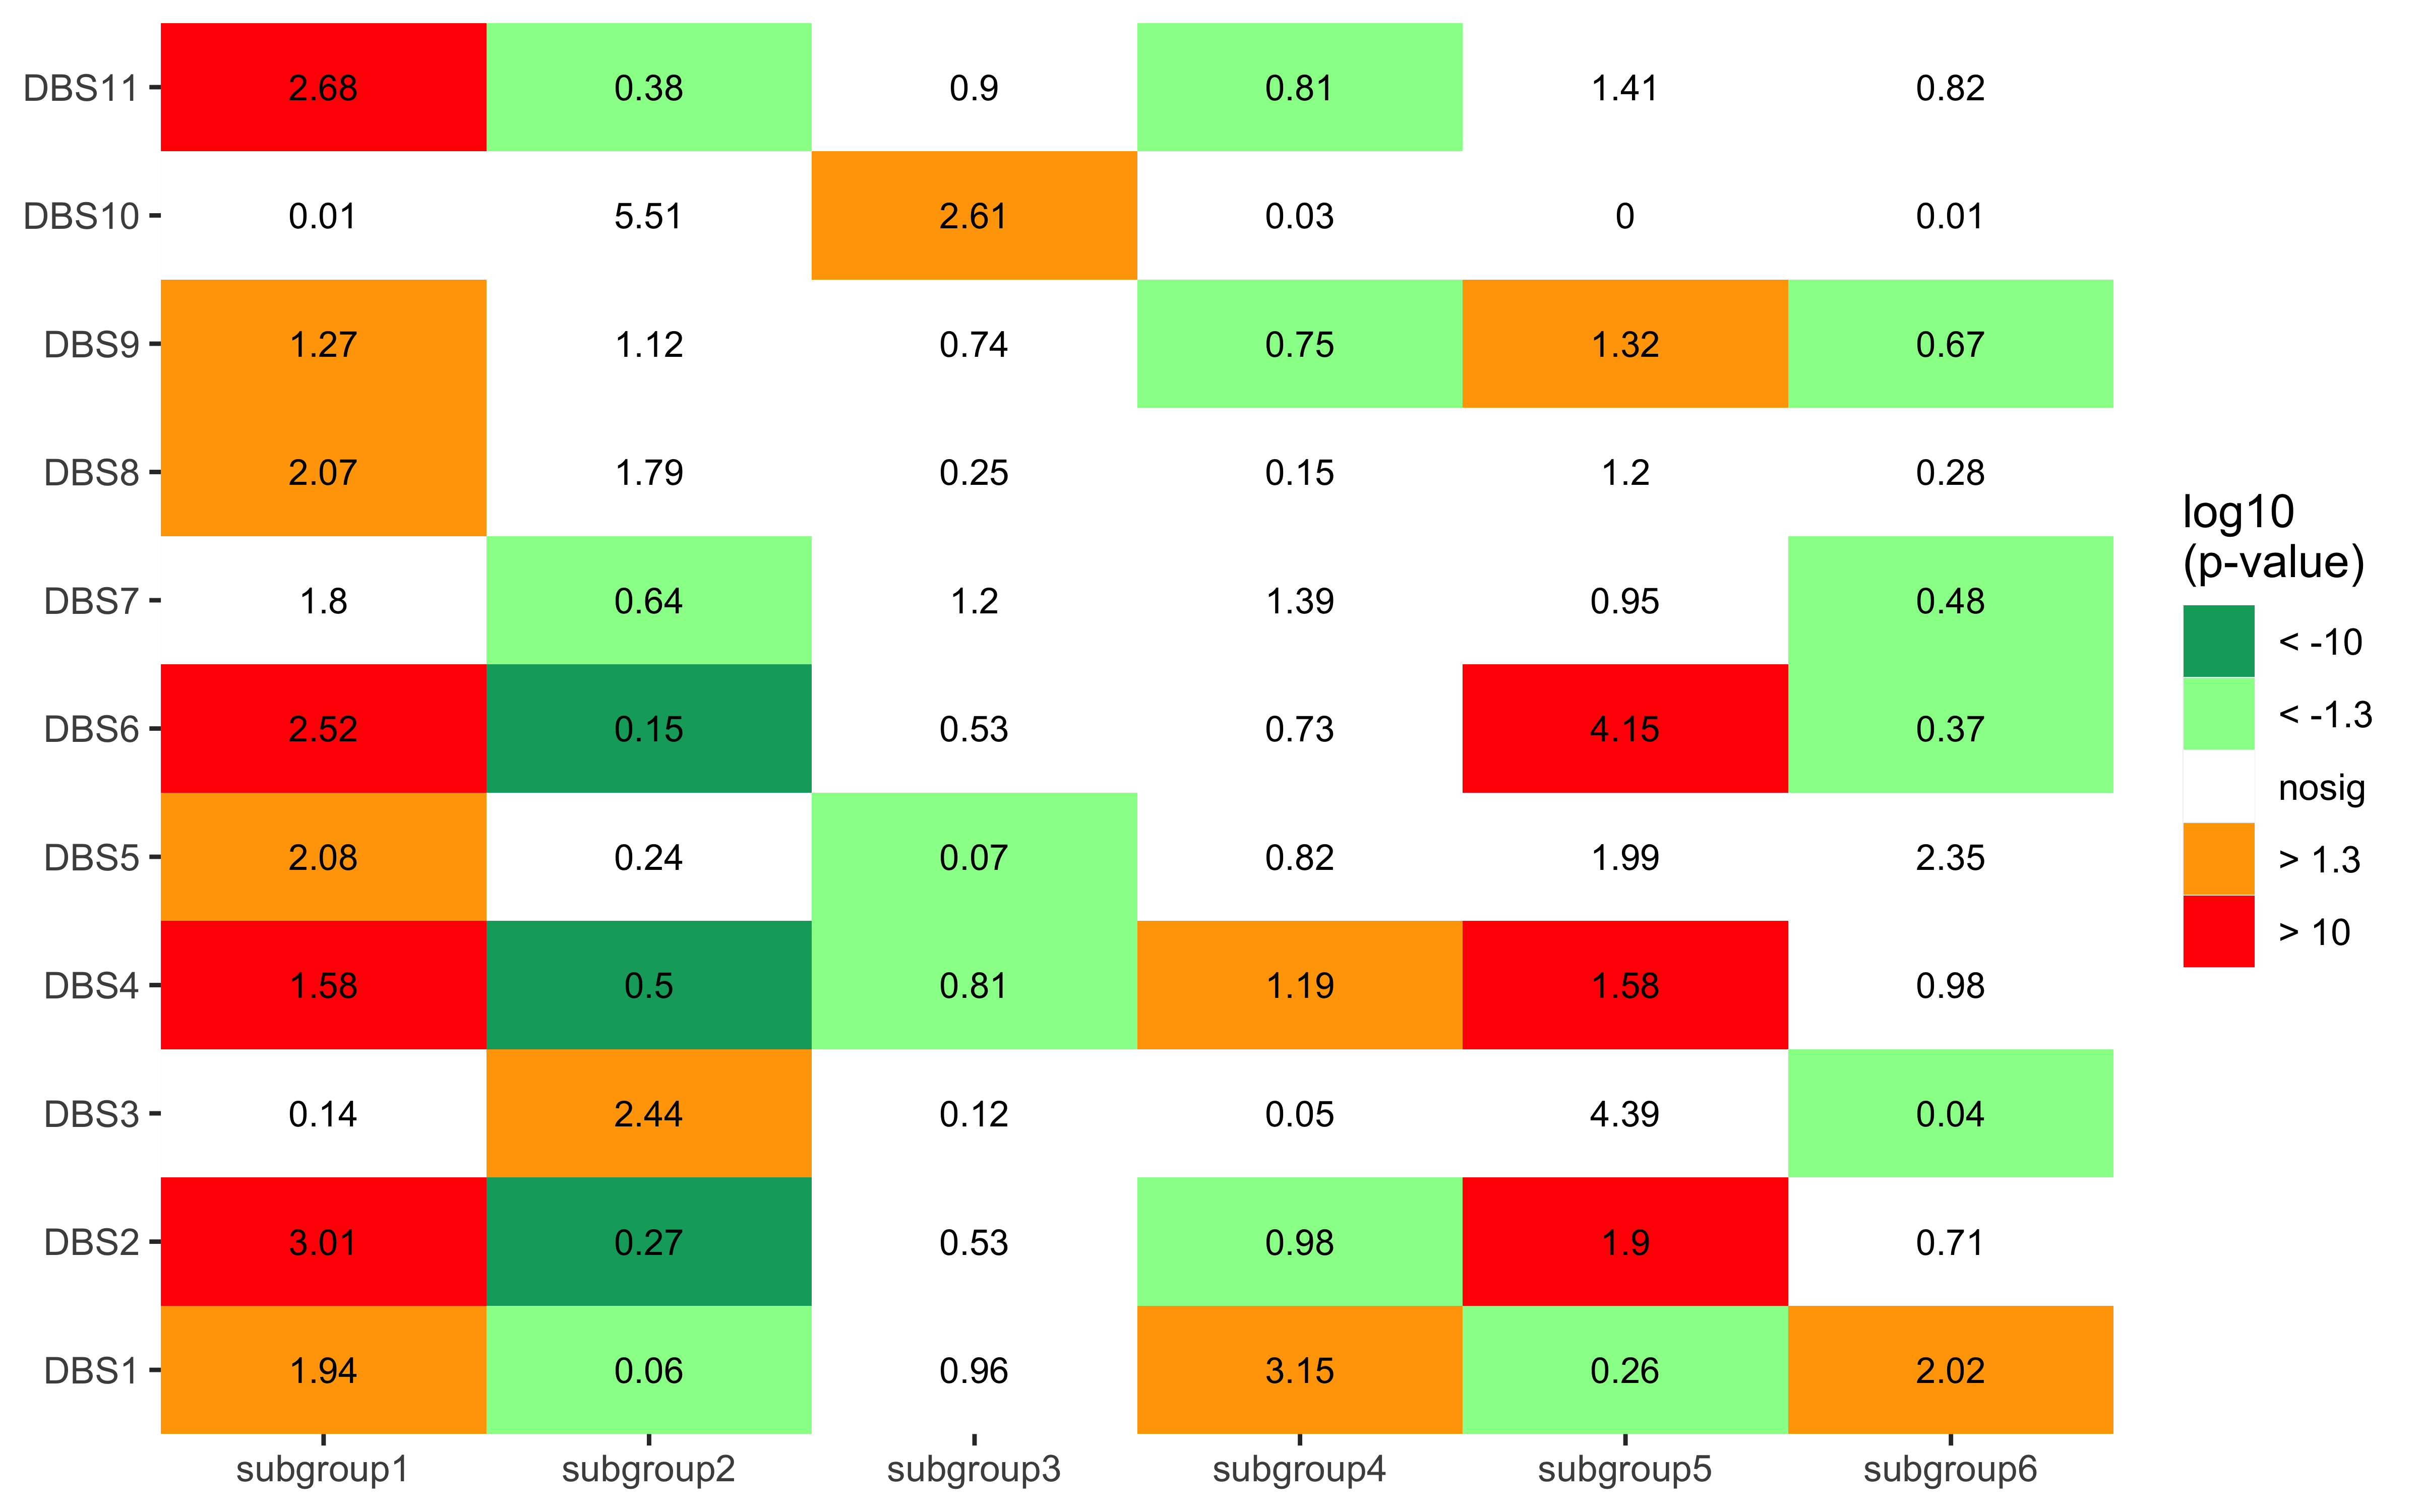 DBS11 2.68 0.38 0.9 0.81 1.41 0.82
DBS10 0.01 5.51 2.61 0.03 0 0.01
DBS9 1.27 1.12 0.74 0.75 1.32 0.67
DBS8 2.07 1.79 0.25 0.15 1.2 0.28
DBS7 1.8 0.64 1.2 1.39 0.95 0.48
DBS6 2.52 0.15 0.53 0.73 4.15 0.37
DBS5 2.08 0.24 0.07 0.82 1.99 2.35
DBS4 1.58 0.5 0.81 1.19 1.58 0.98
DBS3 0.14 2.44 0.12 0.05 4.39 0.04
DBS2 3.01 0.27 0.53 0.98 1.9 0.71
DBS1 1.94 0.06 0.96 3.15 0.26 2.02
subgroup1 subgroup2 subgroup3 subgroup4 subgroup5 subgroup6
log10
(p-value)
< -10
< -1.3
nosig
> 1.3
> 10